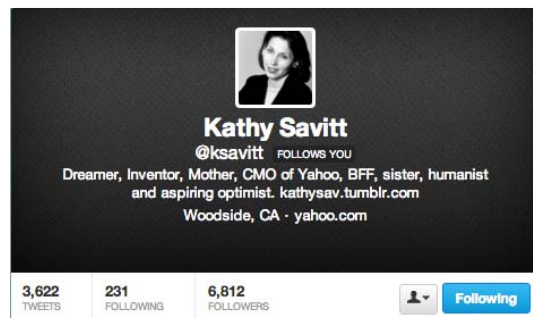 Kathy Savitt
@ksavitt FOLLOWS YOU
Dreamer, Inventor, Mother, CMO of Yahoo, BFF, sister, humanist
and aspiring optimist. kathysav.tumblr.com
Woodside, CA · yahoo.com
3,622 231 6,812
TWEETS FOLLOWING FOLLOWERS
Following